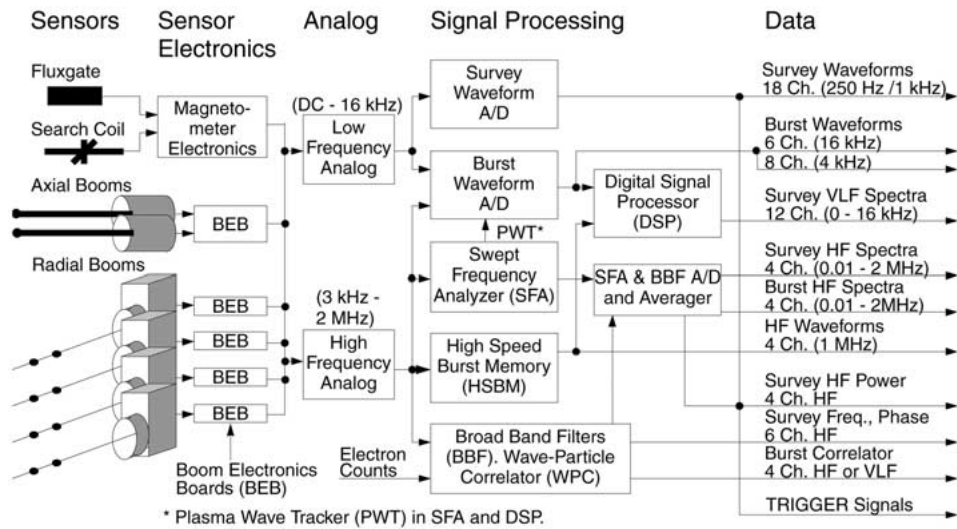 Sensors
Sensor
Electronics
Analog
Signal Processing
Data
Fluxgate
Search Coil
Magneto-
meter
Electronics
Axial Booms
BEB
Radial Booms
BEB
BEB
BEB
BEB
Boom Electronics
Boards (BEB)
(DC - 16 kHz)
Low
Frequency
Analog
(3 kHz -
2 MHz)
High
Frequency
Analog
Electron
Counts
Survey
Waveform
A/D
Burst
Waveform
A/D
PWT*
Swept
Frequency
Analyzer (SFA)
High Speed
Burst Memory
(HSBM)
Broad Band Filters
(BBF). Wave-Particle
Correlator (WPC)
Digital Signal
Processor
(DSP)
SFA & BBF A/D
and Averager
Survey Waveforms
18 Ch. (250 Hz /1 kHz)
Burst Waveforms
6 Ch. (16 kHz)
8 Ch. (4 kHz)
Survey VLF Spectra
12 Ch. (0 - 16 kHz)
Survey HF Spectra
4 Ch. (0.01 - 2 MHz)
Burst HF Spectra
4 Ch. (0.01 - 2MHz)
HF Waveforms
4 Ch. (1 MHz)
Survey HF Power
4 Ch. HF
Survey Freq., Phase
6 Ch. HF
Burst Correlator
4 Ch. HF or VLF
TRIGGER Signals
* Plasma Wave Tracker (PWT) in SFA and DSP.